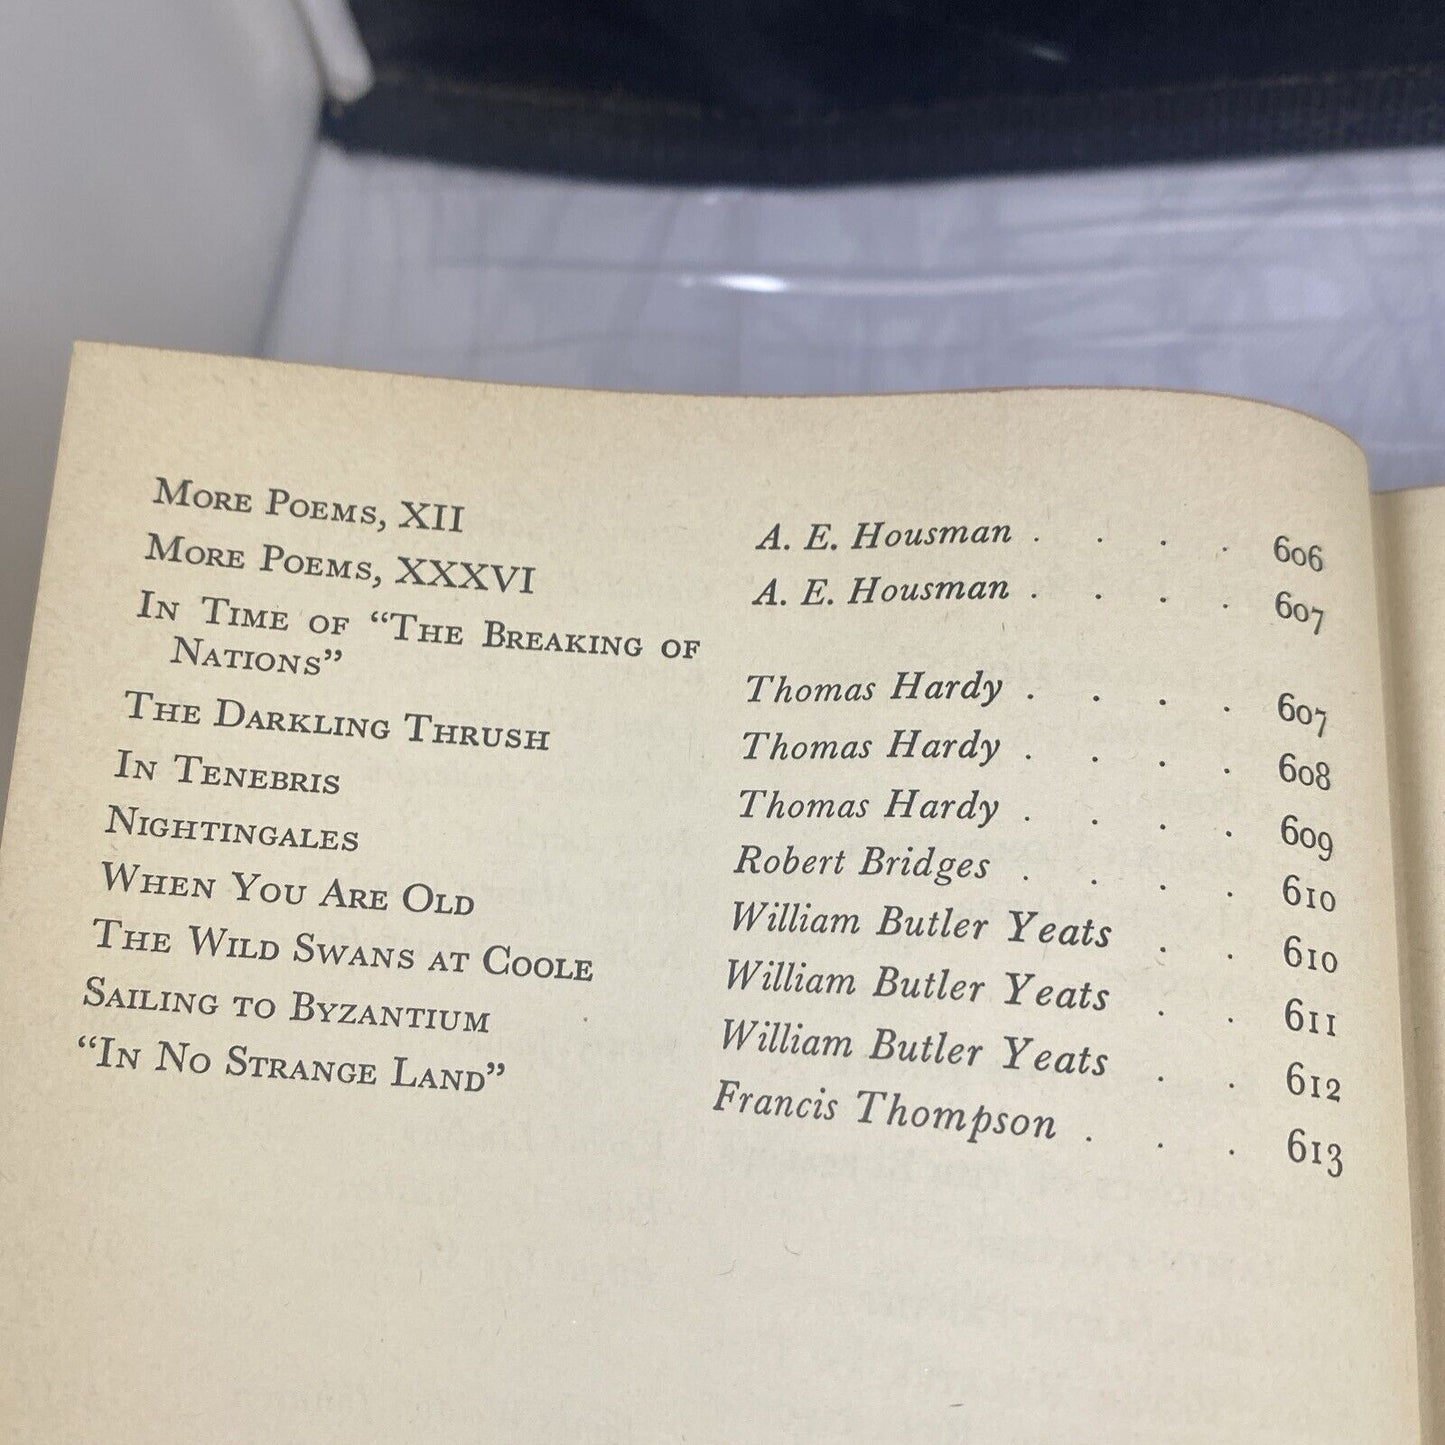 More Poems, XII A. E. Housman . . . . 606
More Poems, XXXVI A. E. Housman . . . . 607
In Time of “The Breaking of
Nations” Thomas Hardy . . . . 607
The Darkling Thrush Thomas Hardy . . . . 608
In Tenebris Thomas Hardy . . . . 609
Nightingales Robert Bridges . . . . 610
When You Are Old William Butler Yeats . . 610
The Wild Swans at Coole William Butler Yeats . . 611
Sailing to Byzantium William Butler Yeats . . 612
“In No Strange Land” Francis Thompson . . . 613